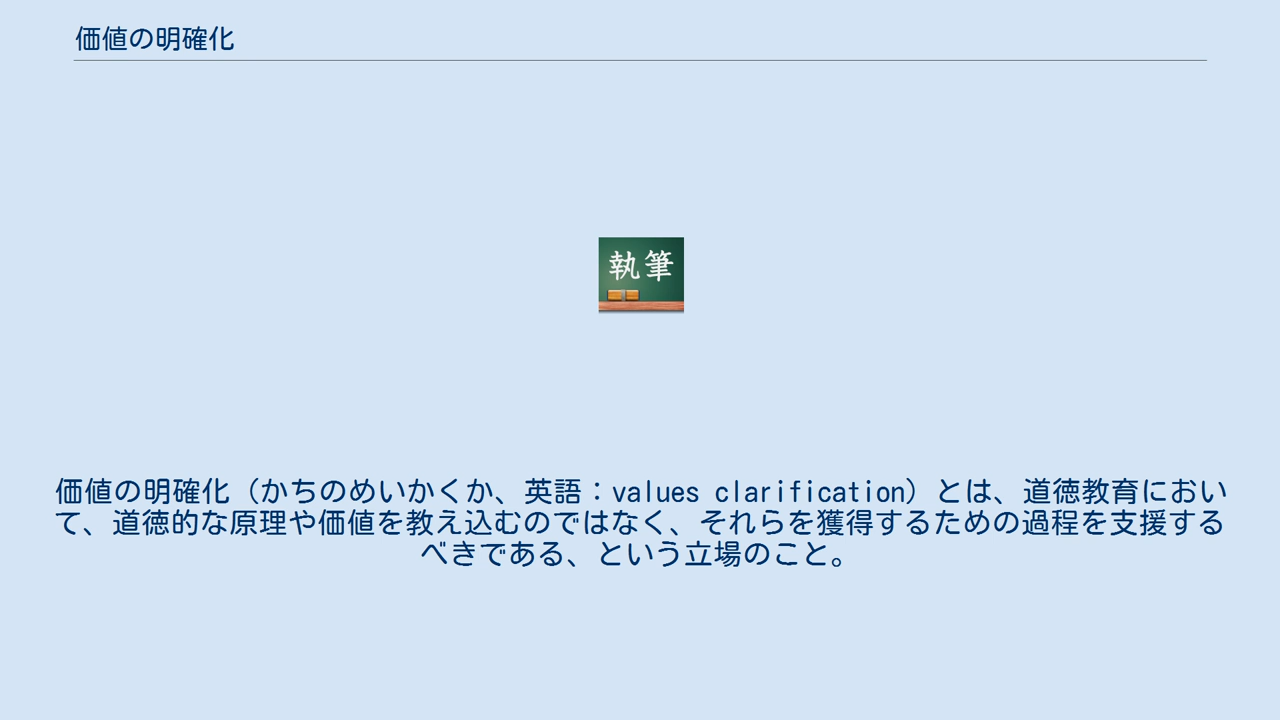 価値の明確化
執筆
価値の明確化（かちのめいかくか、英語：values clarification）とは、道徳教育におい
て、道徳的な原理や価値を教え込むのではなく、それらを獲得するための過程を支援する
べきである、という立場のこと。